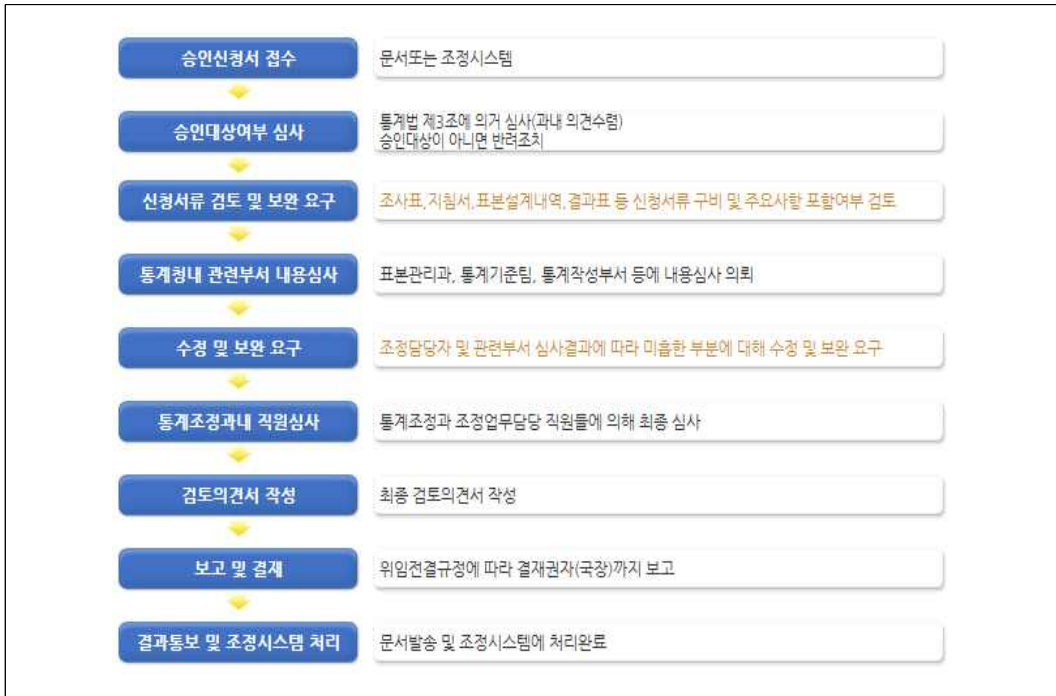 승인신청서 접수
문서또는 조정시스템
승인대상여부 심사
통계법 제3조에 의거 심사(과내 의견수렴)
승인대상이 아니면 반려조치
신청서류 검토 및 보완 요구
조사표,지침서,표본설계내역,결과표 등 신청서류 구비 및 주요사항 포함여부 검토
통계청내 관련부서 내용심사
표본관리과, 통계기준팀, 통계작성부서 등에 내용심사 의뢰
수정 및 보완 요구
조정담당자 및 관련부서 심사결과에 따라 미흡한 부분에 대해 수정 및 보완 요구
통계조정과내 직원심사
통계조정과 조정업무담당 직원들에 의해 최종 심사
검토의견서 작성
최종 검토의견서 작성
보고 및 결재
위임전결규정에 따라 결재권자(국장)까지 보고
결과통보 및 조정시스템 처리
문서발송 및 조정시스템에 처리완료